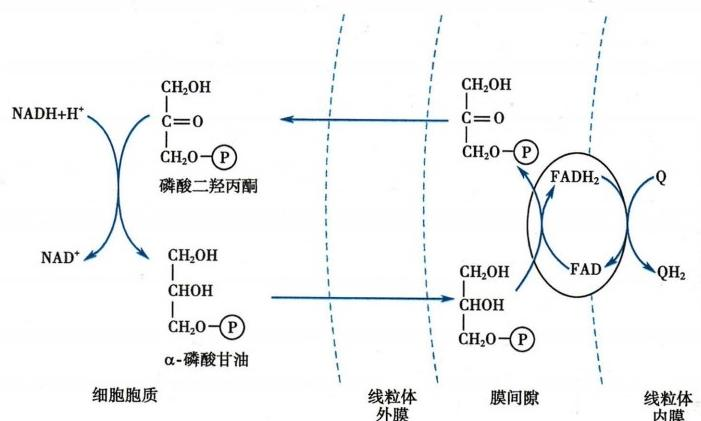 CH₂OH
C=O
CH₂O-P
磷酸二羟丙酮
NADH+H⁺
NAD⁺
CH₂OH
CHOH
CH₂O-P
α-磷酸甘油
CH₂OH
C=O
CH₂O-P
CH₂OH
CHOH
CH₂O-P
FADH₂
FAD
Q
QH₂
细胞胞质
线粒体
外膜
膜间隙
线粒体
内膜